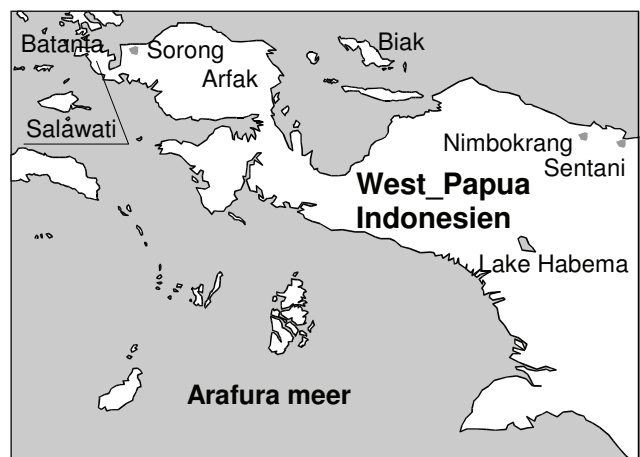 Batanta
Sorong
Biak
Arfak
Salawati
Nimbokrang
Sentani
West_Papua
Indonesien
Lake Habema
Arafura meer